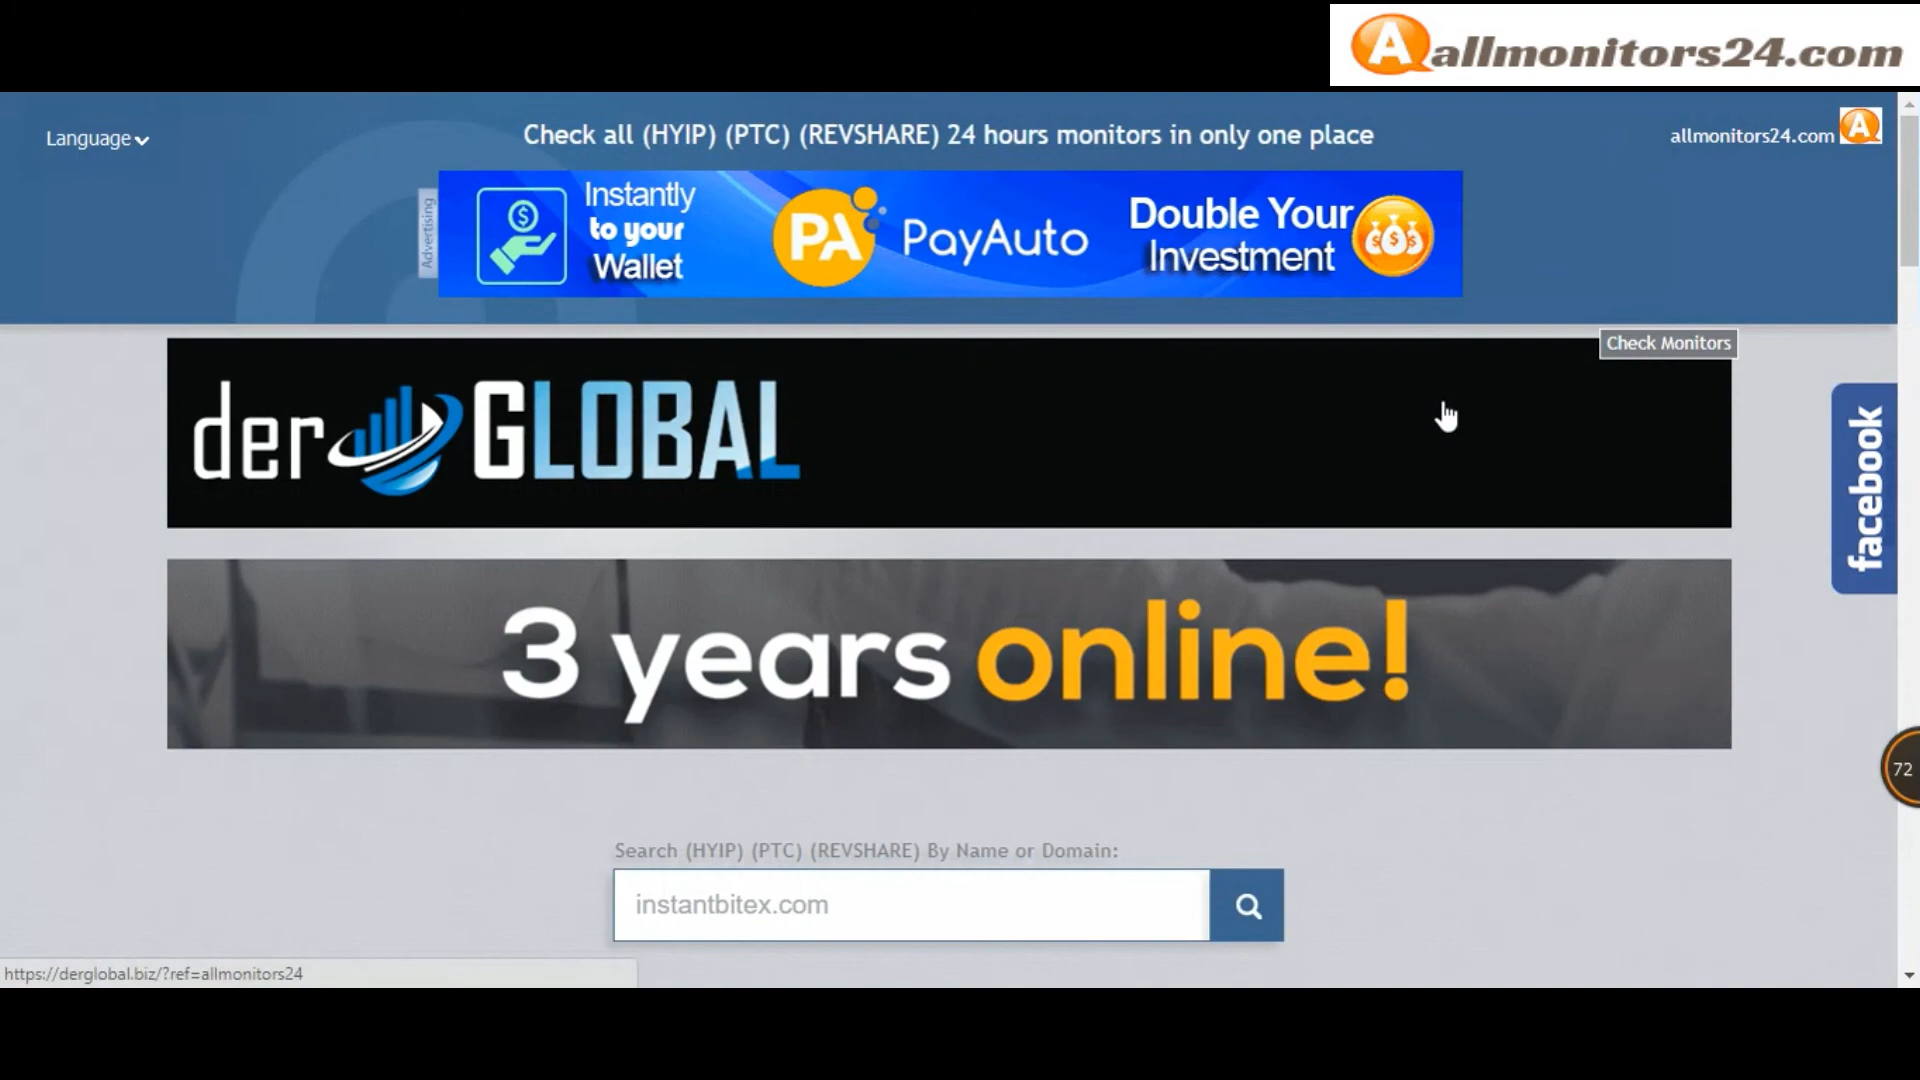 allmonitors24.com
Language
Check all (HYIP) (PTC) (REVSHARE) 24 hours monitors in only one place
allmonitors24.com
A
Advertising
Instantly
to your
Wallet
PA
PayAuto
Double Your
Investment
Check Monitors
der GLOBAL
facebook
3 years online!
72
Search (HYIP) (PTC) (REVSHARE) By Name or Domain:
instantbitex.com
https://derglobal.biz/?ref=allmonitors24